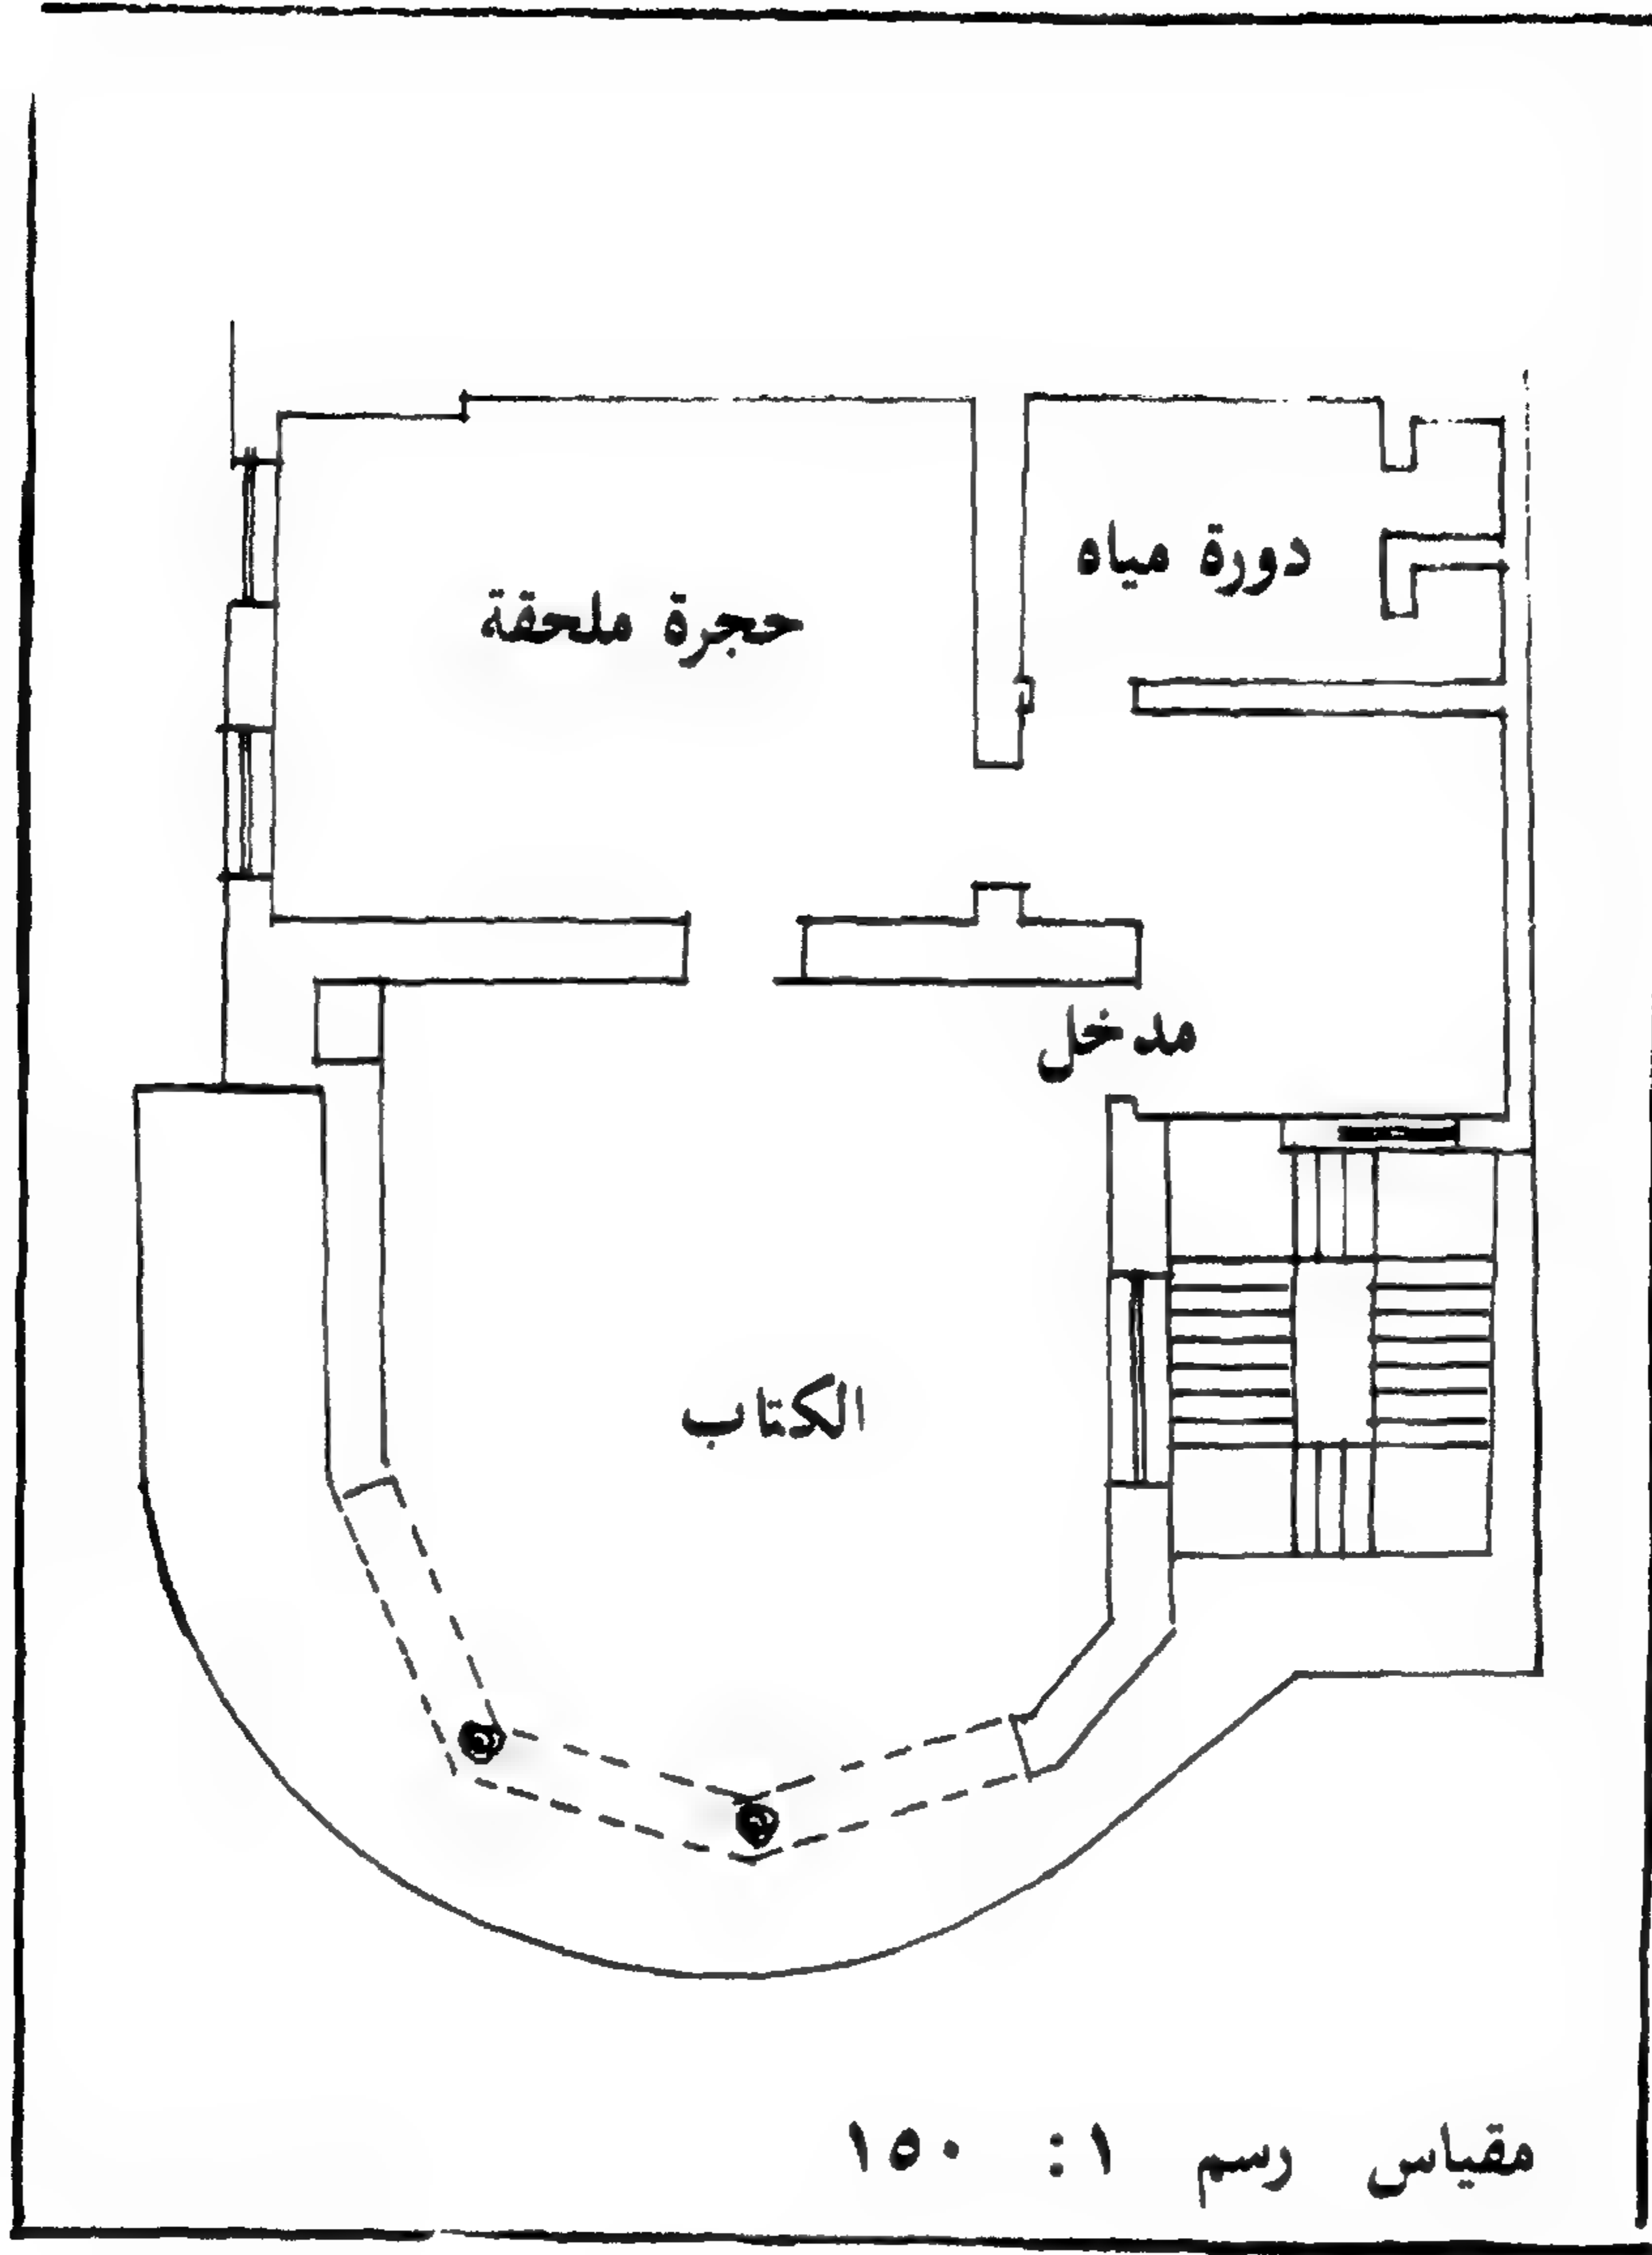 دورة مياه
حجرة ملحقة
مدخل
الكتاب
مقياس رسم ١: ١٥٠